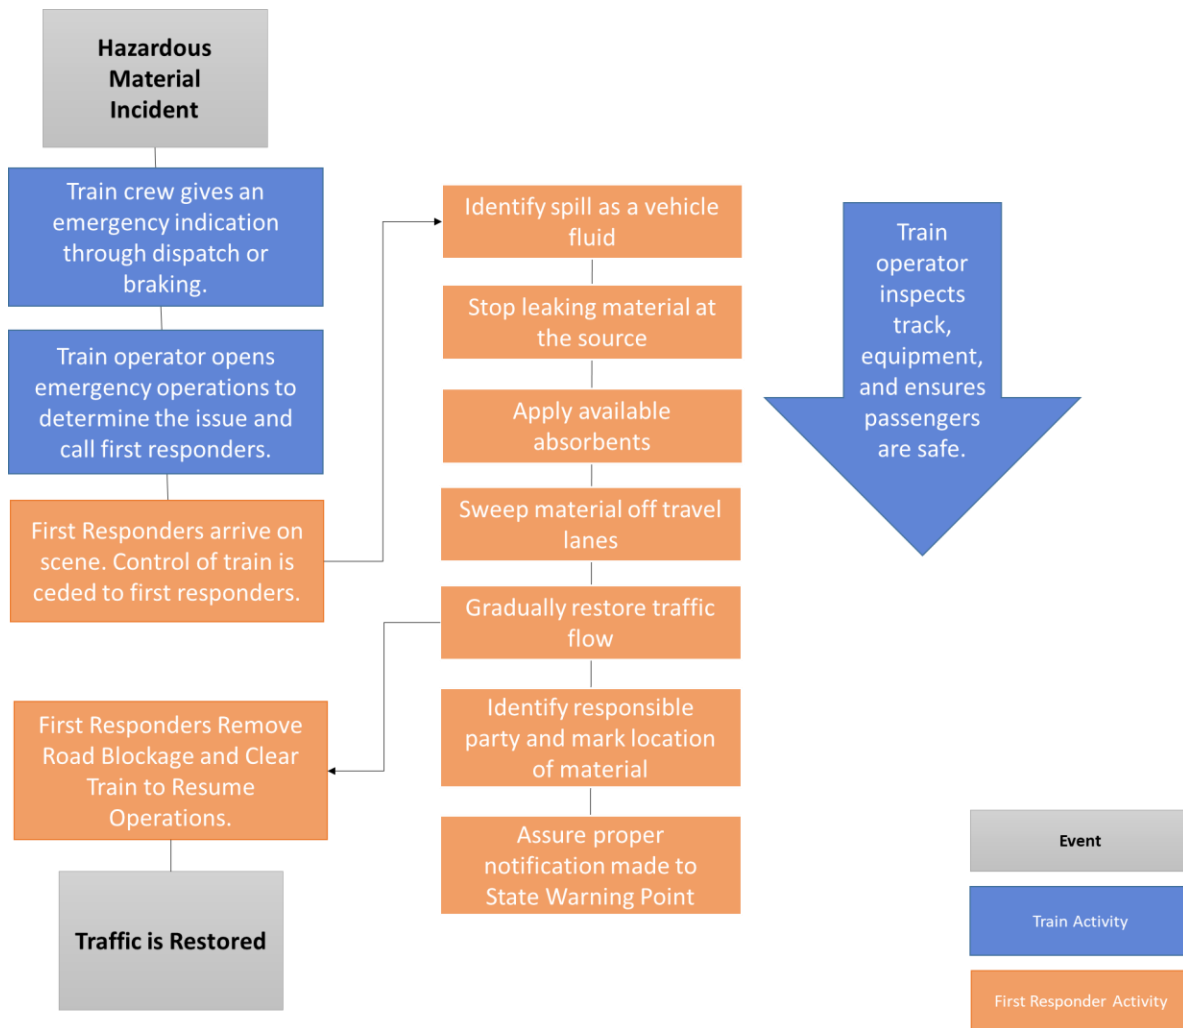 Hazardous
Material
Incident
Train crew gives an
emergency indication
through dispatch or
braking.
Train operator opens
emergency operations to
determine the issue and
call first responders.
First Responders arrive on
scene. Control of train is
ceded to first responders.
Identify spill as a vehicle
fluid
Stop leaking material at
the source
Apply available
absorbents
Sweep material off travel
lanes
Gradually restore traffic
flow
Identify responsible
party and mark location
of material
Assure proper
notification made to
State Warning Point
First Responders Remove
Road Blockage and Clear
Train to Resume
Operations.
Traffic is Restored
Train
operator
inspects
track,
equipment,
and ensures
passengers
are safe.
Event
Train Activity
First Responder Activity